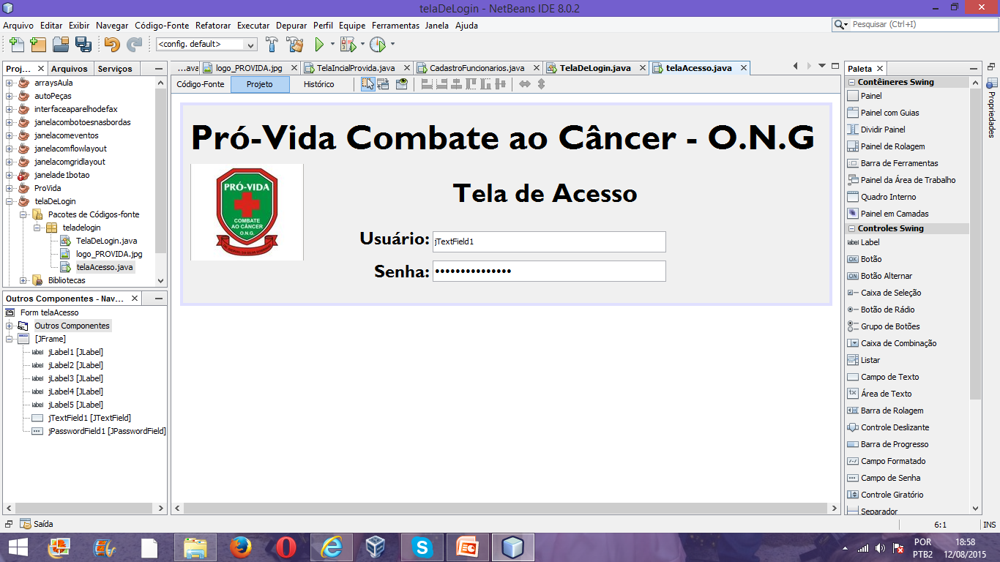 telaDeLogin - NetBeans IDE 8.0.2
Arquivo Editar Exibir Navegar Código-Fonte Refatorar Executar Depurar Perfil Equipe Ferramentas Janela Ajuda
Pesquisar (Ctrl+I)
<config. default>
Proj... Arquivos Serviços
arraysAula
autoPeças
interfaceaparelhodefax
janelacombotoesnasbordas
janelacomeventos
janelacomflowlayout
janelacomgridlayout
janelade1botao
ProVida
telaDeLogin
Pacotes de Códigos-fonte
teladelogin
TelaDeLogin.java
logo_PROVIDA.jpg
telaAcesso.java
Bibliotecas
Outros Componentes - Nav...
Form telaAcesso
Outros Componentes
[JFrame]
jLabel1 [JLabel]
jLabel2 [JLabel]
jLabel3 [JLabel]
jLabel4 [JLabel]
jLabel5 [JLabel]
jTextField1 [JTextField]
jPasswordField1 [JPasswordField]
...ava logo_PROVIDA.jpg TelaIncialProvida.java CadastroFuncionarios.java TelaDeLogin.java telaAcesso.java
Código-Fonte Projeto Histórico
Pró-Vida Combate ao Câncer - O.N.G
PRÓ-VIDA
COMBATE
AO CÂNCER
O.N.G.
Tela de Acesso
Usuário: jTextField1
Senha: •••••••••••••••
Paleta
Contêineres Swing
Painel
Painel com Guias
Dividir Painel
Painel de Rolagem
Barra de Ferramentas
Painel da Área de Trabalho
Quadro Interno
Painel em Camadas
Controles Swing
label Label
OK Botão
ON Botão Alternar
Caixa de Seleção
Botão de Rádio
Grupo de Botões
Caixa de Combinação
Listar
Campo de Texto
Área de Texto
Barra de Rolagem
Controle Deslizante
Barra de Progresso
Campo Formatado
Campo de Senha
Controle Giratório
Separador
Propriedades
Saída
6:1 INS
POR
PTB2
18:58
12/08/2015